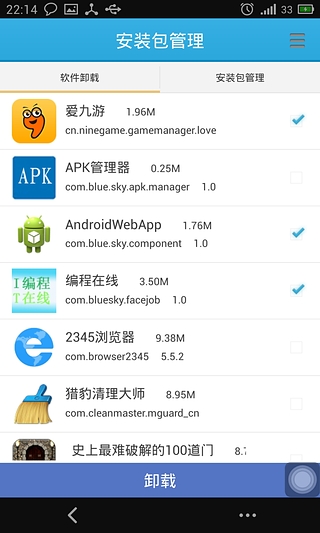 22:14 33
安装包管理
软件卸载 安装包管理
爱九游 1.96M
cn.ninegame.gamemanager.love
APK
APK管理器 0.25M
com.blue.sky.apk.manager 1.0
AndroidWebApp 1.76M
com.blue.sky.component 1.0
I编程
T在线
编程在线 3.50M
com.bluesky.facejob 1.0
2345浏览器 9.38M
com.browser2345 5.5.2
猎豹清理大师 8.95M
com.cleanmaster.mguard_cn
史上最难破解的100道门 8.
卸载